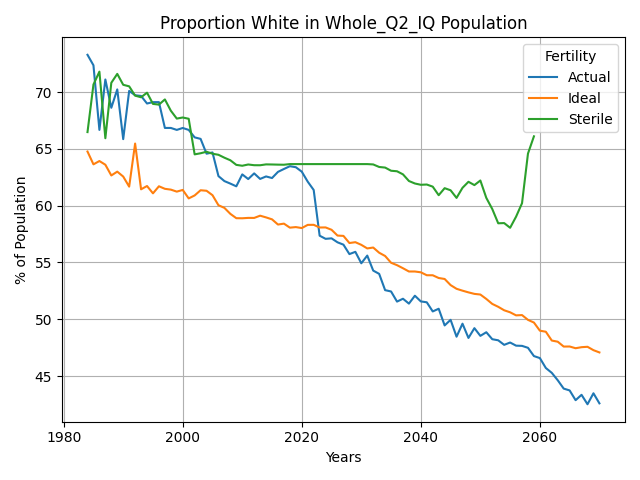 Proportion White in Whole_Q2_IQ Population
Fertility
Actual
Ideal
Sterile
% of Population
70
65
60
55
50
45
1980
2000
2020
2040
2060
Years